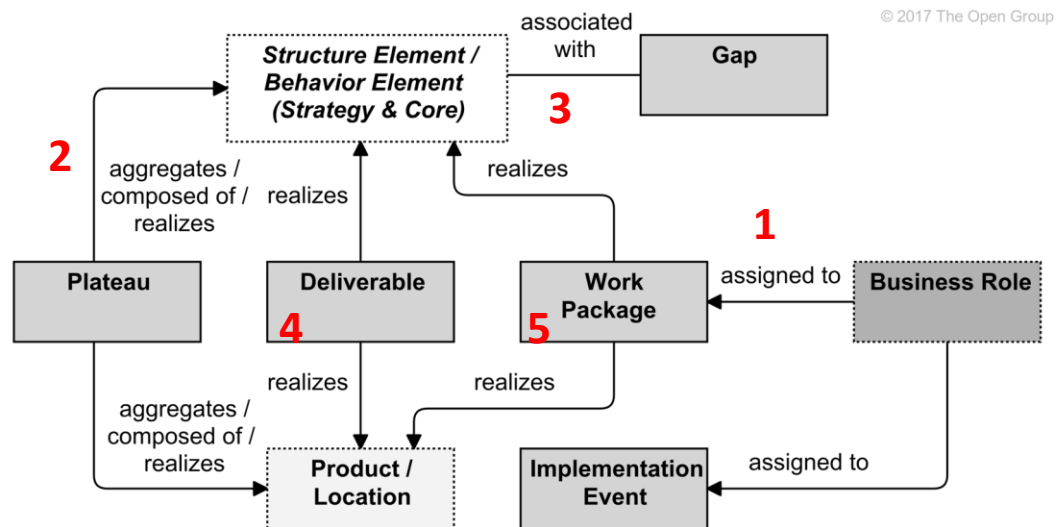 © 2017 The Open Group
associated
with
Structure Element /
Behavior Element
(Strategy & Core)
Gap
3
2
aggregates /
composed of /
realizes
realizes
realizes
1
Plateau
Deliverable
Work
Package
assigned to
Business Role
4
5
realizes
realizes
aggregates /
composed of /
realizes
Product /
Location
Implementation
Event
assigned to